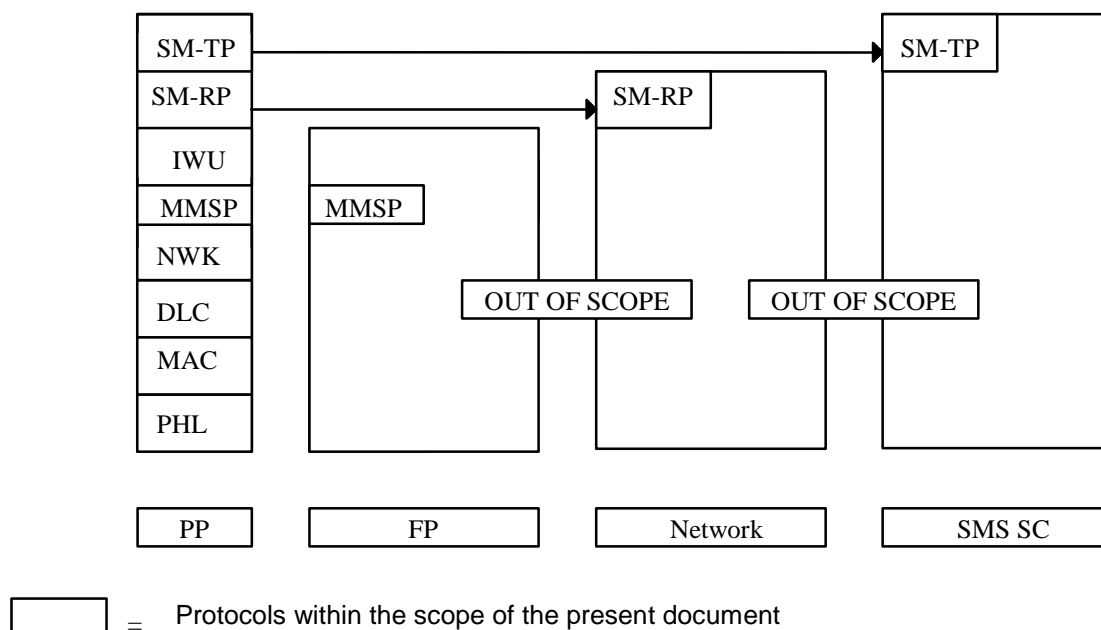 SM-TP SM-TP
SM-RP SM-RP
IWU
MMSP MMSP
NWK
OUT OF SCOPE OUT OF SCOPE
DLC
MAC
PHL
PP FP Network SMS SC
= Protocols within the scope of the present document